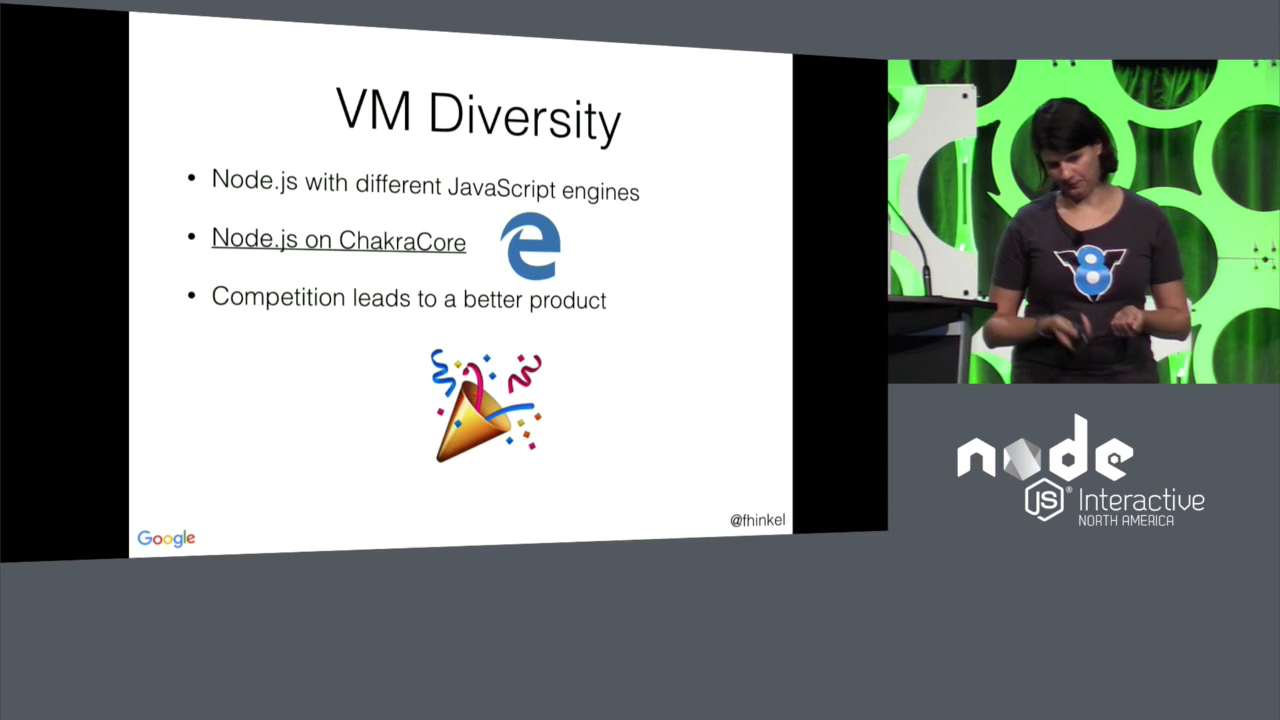 VM Diversity
• Node.js with different JavaScript engines
• Node.js on ChakraCore
• Competition leads to a better product
@fhinkel
Google
8
node
JS® Interactive
NORTH AMERICA